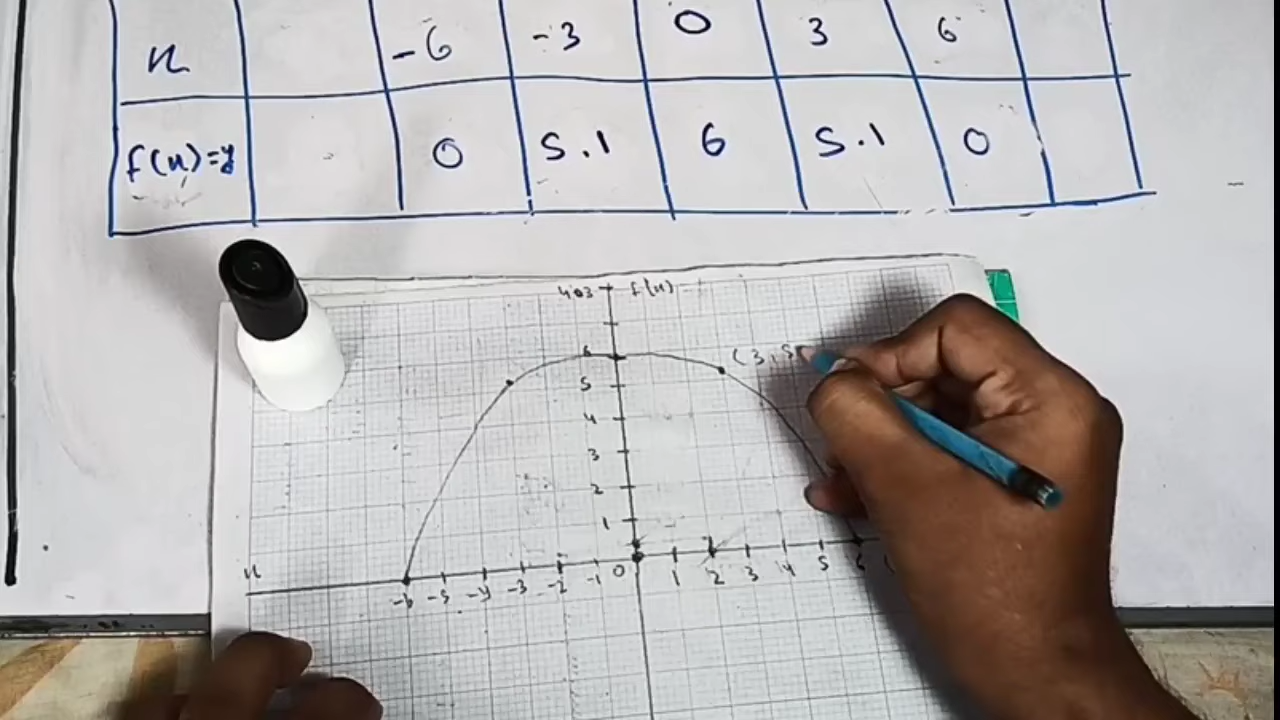 x -6 -3 0 3 6
f(x)=y 0 5.1 6 5.1 0
f(x)
6 (3, 5
5
4
3
2
1
x
-6 -5 -4 -3 -2 -1 0 1 2 3 4 5 6